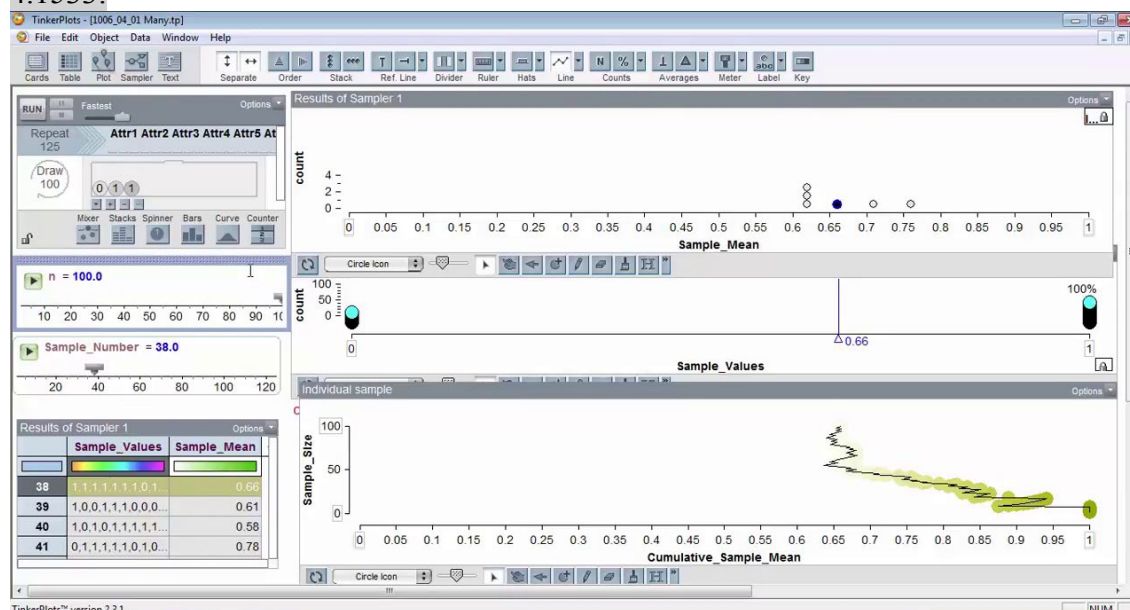 TinkerPlots - [1006_04_01 Many.tp]
File Edit Object Data Window Help
Cards Table Plot Sampler Text Separate Order Stack Ref. Line Divider Ruler Hats Line Counts Averages Meter Label Key
RUN Fastest Options
Repeat 125 Attr1 Attr2 Attr3 Attr4 Attr5 At
Draw 100
0 1 1
Mixer Stacks Spinner Bars Curve Counter
n = 100.0
10 20 30 40 50 60 70 80 90 10
Sample_Number = 38.0
20 40 60 80 100 120
Results of Sampler 1 Options
Sample_Values Sample_Mean
38 1,1,1,1,1,1,1,0,1... 0.66
39 1,0,0,1,1,1,0,0,0... 0.61
40 1,0,1,0,1,1,1,1,1... 0.58
41 0,1,1,1,1,1,0,1,0... 0.78
Results of Sampler 1 Options
count
4
2
0
0 0.05 0.1 0.15 0.2 0.25 0.3 0.35 0.4 0.45 0.5 0.55 0.6 0.65 0.7 0.75 0.8 0.85 0.9 0.95 1
Sample_Mean
Circle Icon
count
100
50
0
100%
0.66
0 1
Sample_Values
Individual sample Options
Sample_Size
100
50
0
0 0.05 0.1 0.15 0.2 0.25 0.3 0.35 0.4 0.45 0.5 0.55 0.6 0.65 0.7 0.75 0.8 0.85 0.9 0.95 1
Cumulative_Sample_Mean
Circle Icon
NUM